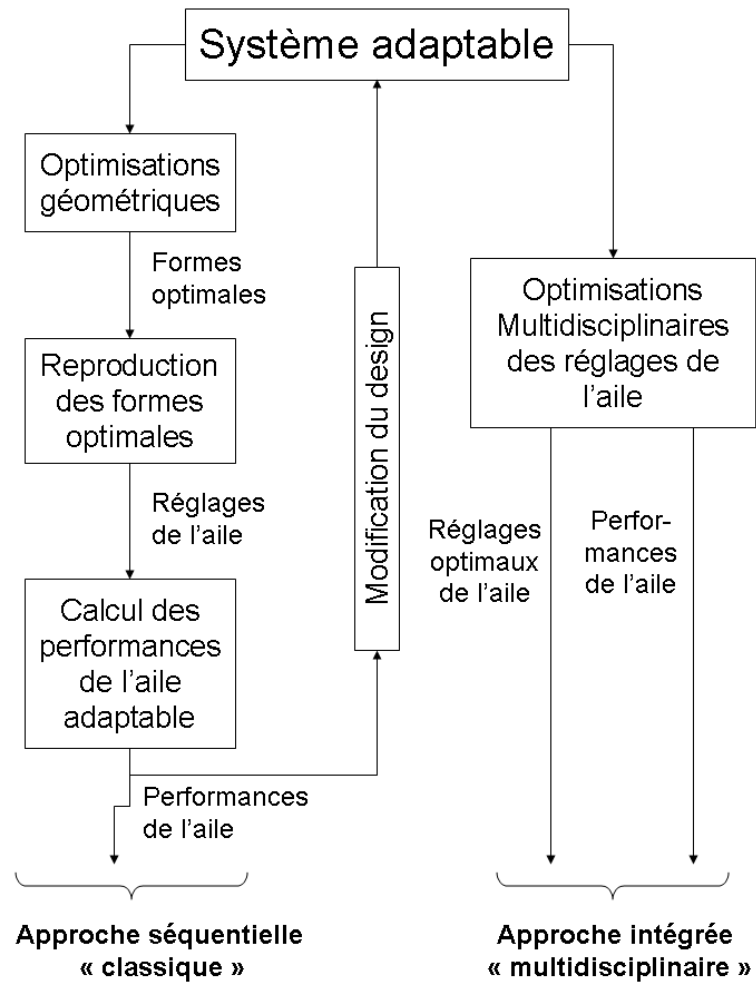 Système adaptable
Optimisations
géométriques
Formes
optimales
Reproduction
des formes
optimales
Réglages
de l’aile
Calcul des
performances
de l’aile
adaptable
Performances
de l’aile
Modification du design
Optimisations
Multidisciplinaires
des réglages de
l’aile
Réglages
optimaux
de l’aile
Perfor-
mances
de l’aile
Approche séquentielle
« classique »
Approche intégrée
« multidisciplinaire »